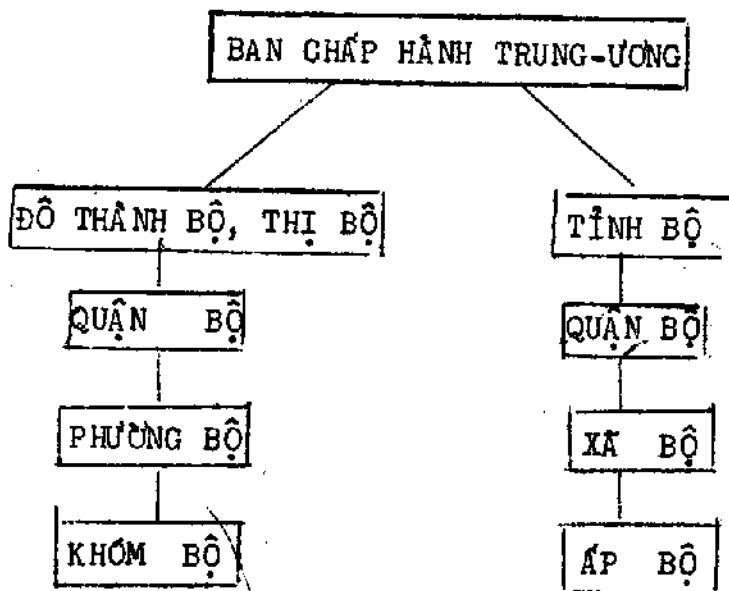 BAN CHẤP HÀNH TRUNG-ƯƠNG
ĐÔ THÀNH BỘ, THỊ BỘ
TỈNH BỘ
QUẬN BỘ
QUẬN BỘ
PHƯỜNG BỘ
XÃ BỘ
KHÓM BỘ
ẤP BỘ